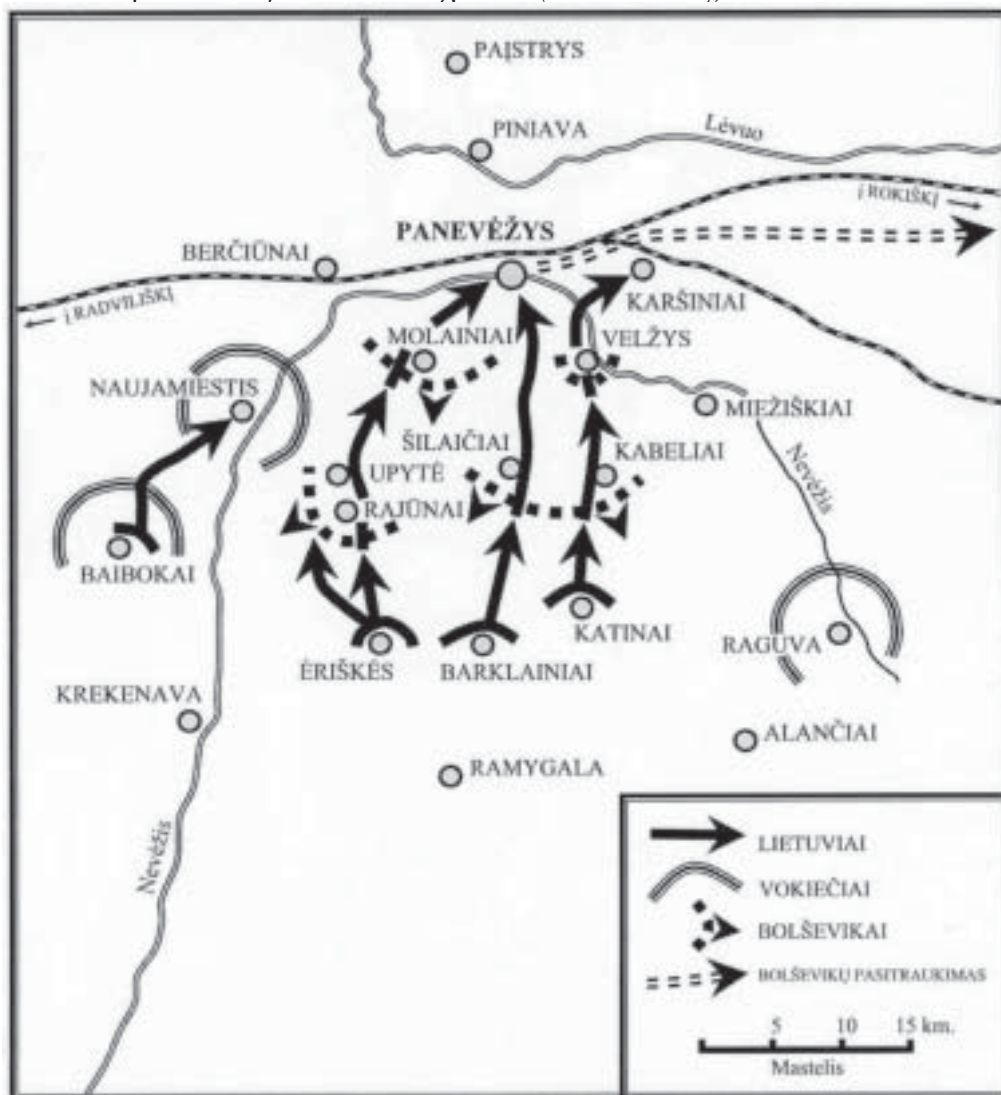 PAĮSTRYS
PINIAVA
Lėvuo
Į ROKIŠKĮ
PANEVĖŽYS
BERČIŪNAI
KARŠINIAI
Į RADVILIŠKĮ
MOLAINIAI
VELŽYS
NAUJAMIESTIS
MIEŽIŠKIAI
ŠILAIČIAI
KABELIAI
UPYTĖ
Nevėžis
RAJŪNAI
BAIBOKAI
KATINAI
RAGUVA
ĖRIŠKĖS
BARKLAINIAI
KREKENAVA
ALANČIAI
RAMYGALA
Nevėžis
LIETUVIAI
VOKIEČIAI
BOLŠEVIKAI
BOLŠEVIKŲ PASITRAUKIMAS
5 10 15 km.
Mastelis